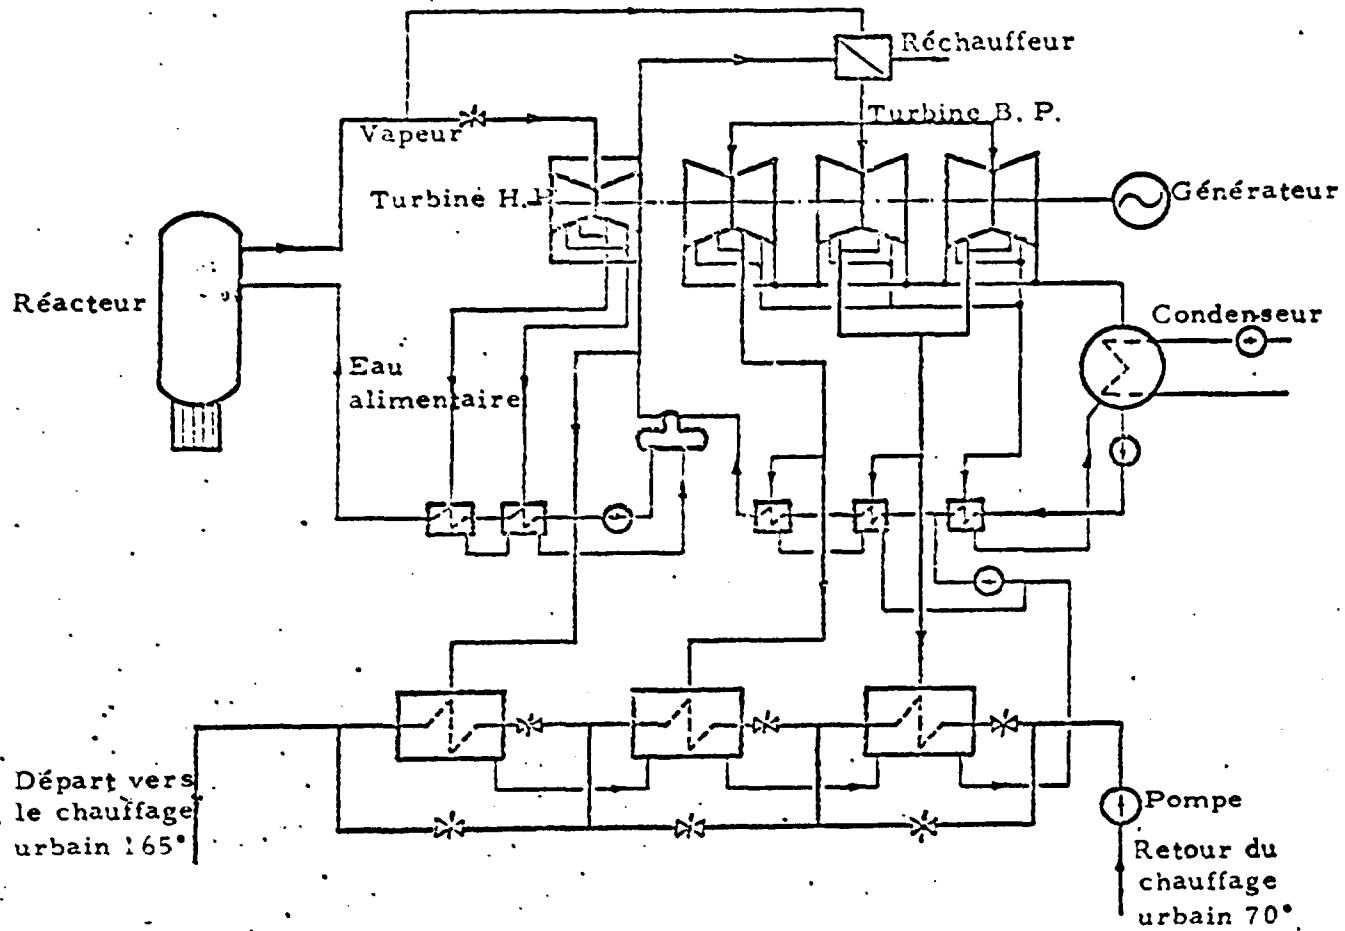 Réchauffeur
Vapeur
Turbine B. P.
Turbine H.P
Générateur
Réacteur
Condenseur
Eau
alimentaire
Départ vers
le chauffage
urbain 165°
Pompe
Retour du
chauffage
urbain 70°